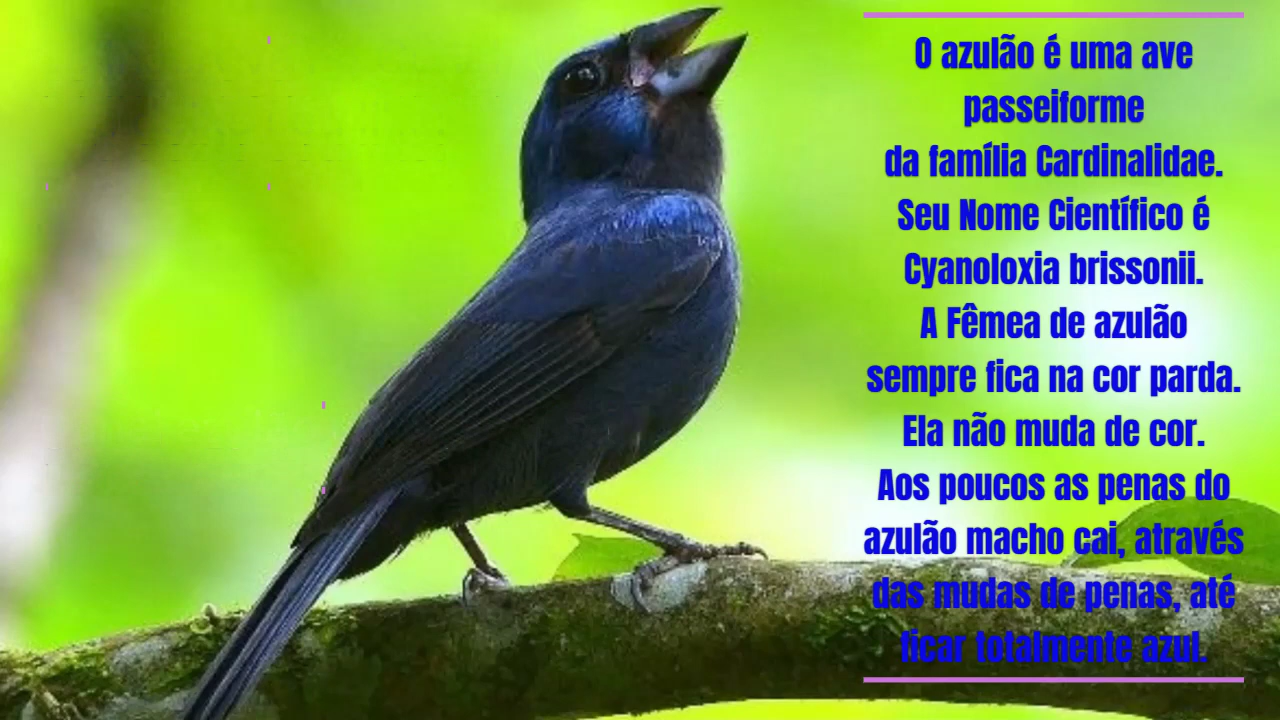 O azulão é uma ave
passeiforme
da família Cardinalidae.
Seu Nome Científico é
Cyanoloxia brissonii.
A Fêmea de azulão
sempre fica na cor parda.
Ela não muda de cor.
Aos poucos as penas do
azulão macho cai, através
das mudas de penas, até
ficar totalmente azul.